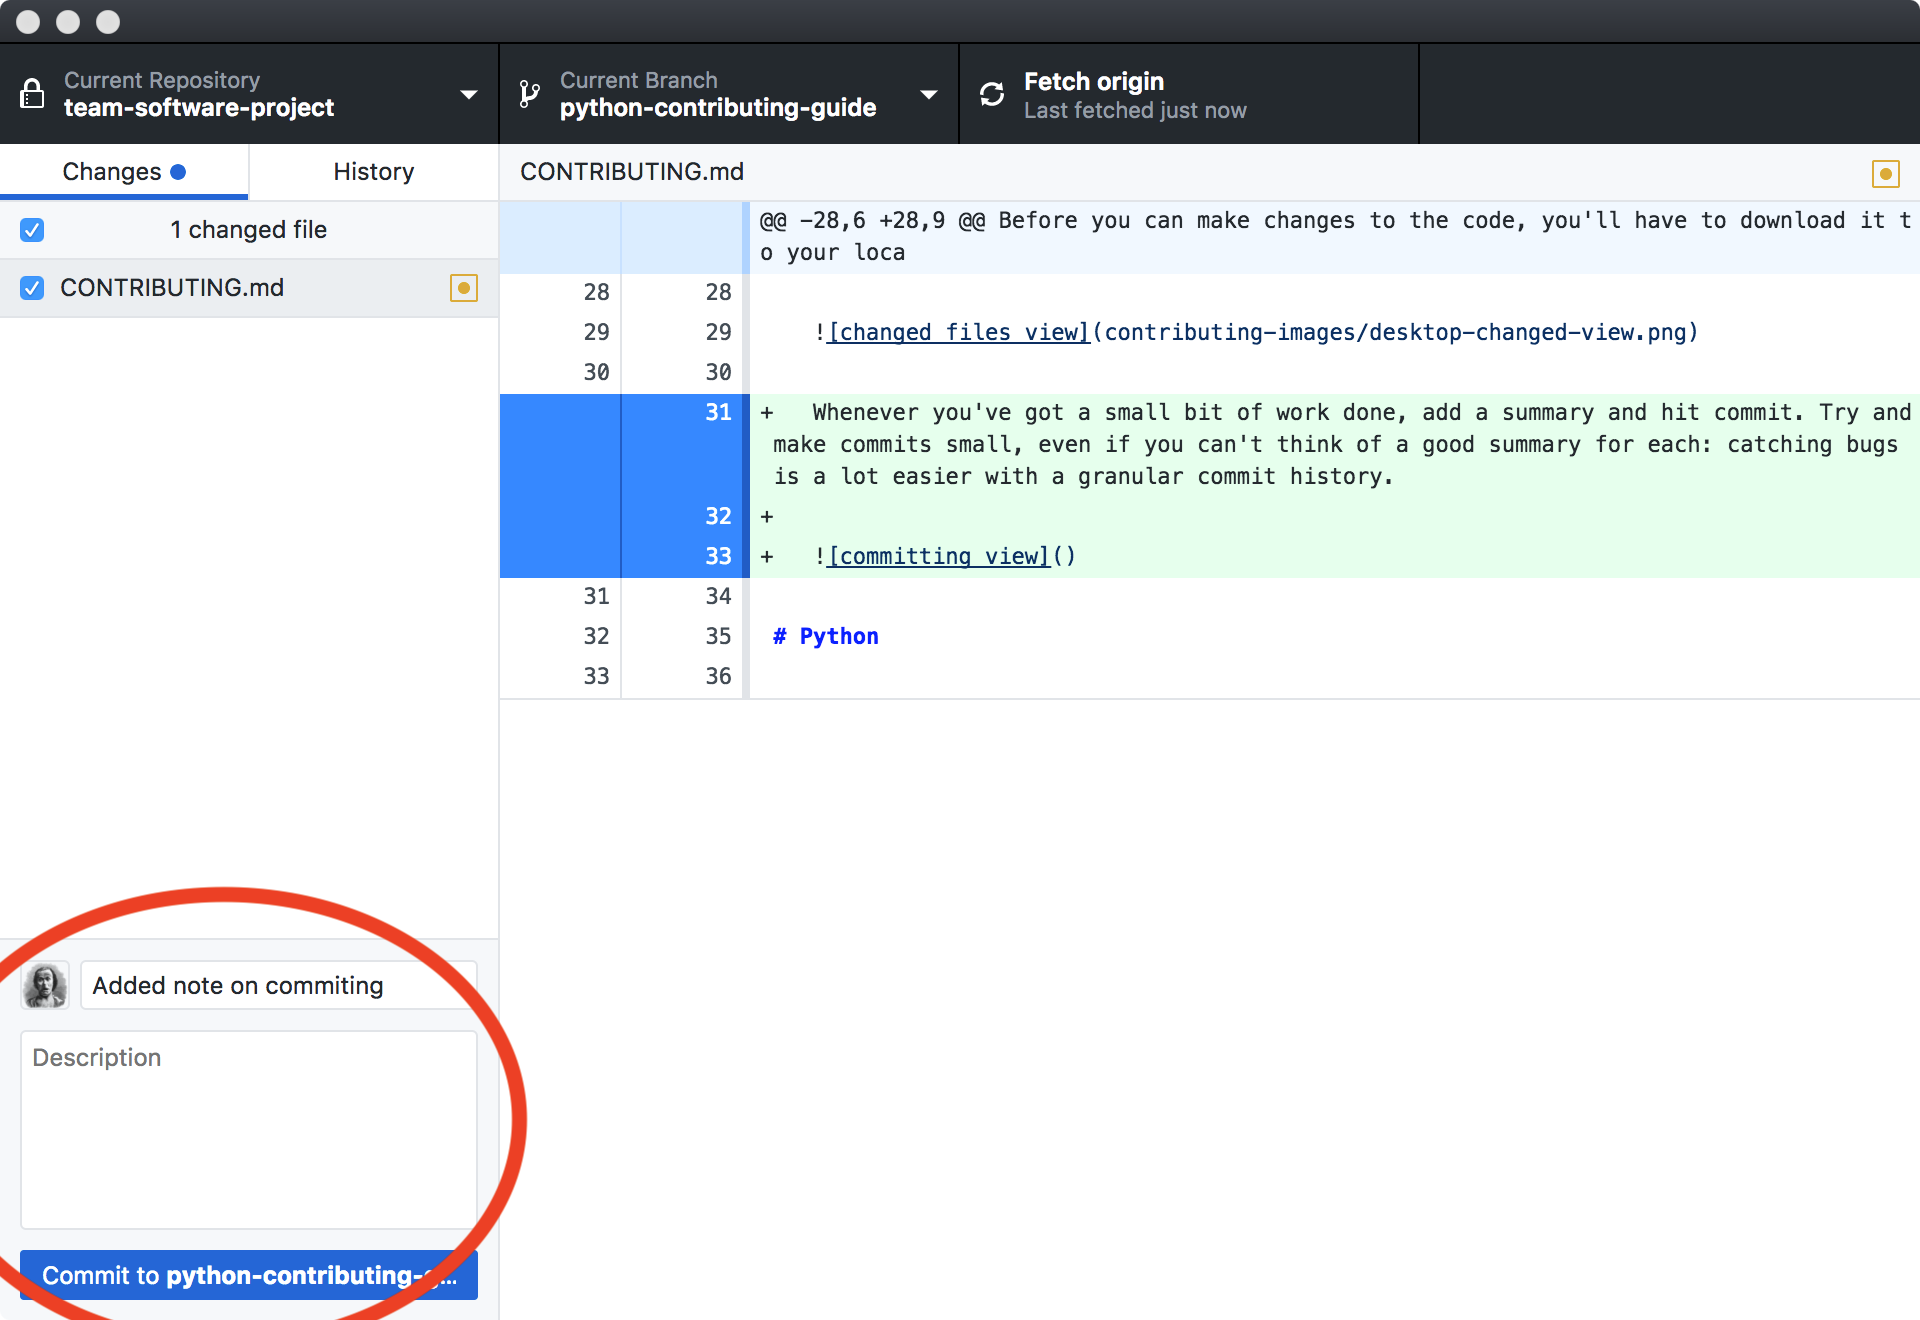 Current Repository
team-software-project
Current Branch
python-contributing-guide
Fetch origin
Last fetched just now
Changes
History
CONTRIBUTING.md
1 changed file
CONTRIBUTING.md
@@ -28,6 +28,9 @@ Before you can make changes to the code, you'll have to download it t
o your loca
28 28
29 29 ![changed files view](contributing-images/desktop-changed-view.png)
30 30
31 + Whenever you've got a small bit of work done, add a summary and hit commit. Try and
make commits small, even if you can't think of a good summary for each: catching bugs
is a lot easier with a granular commit history.
32 +
33 + ![committing view]()
31 34
32 35 # Python
33 36
Added note on commiting
Description
Commit to python-contributing-g...